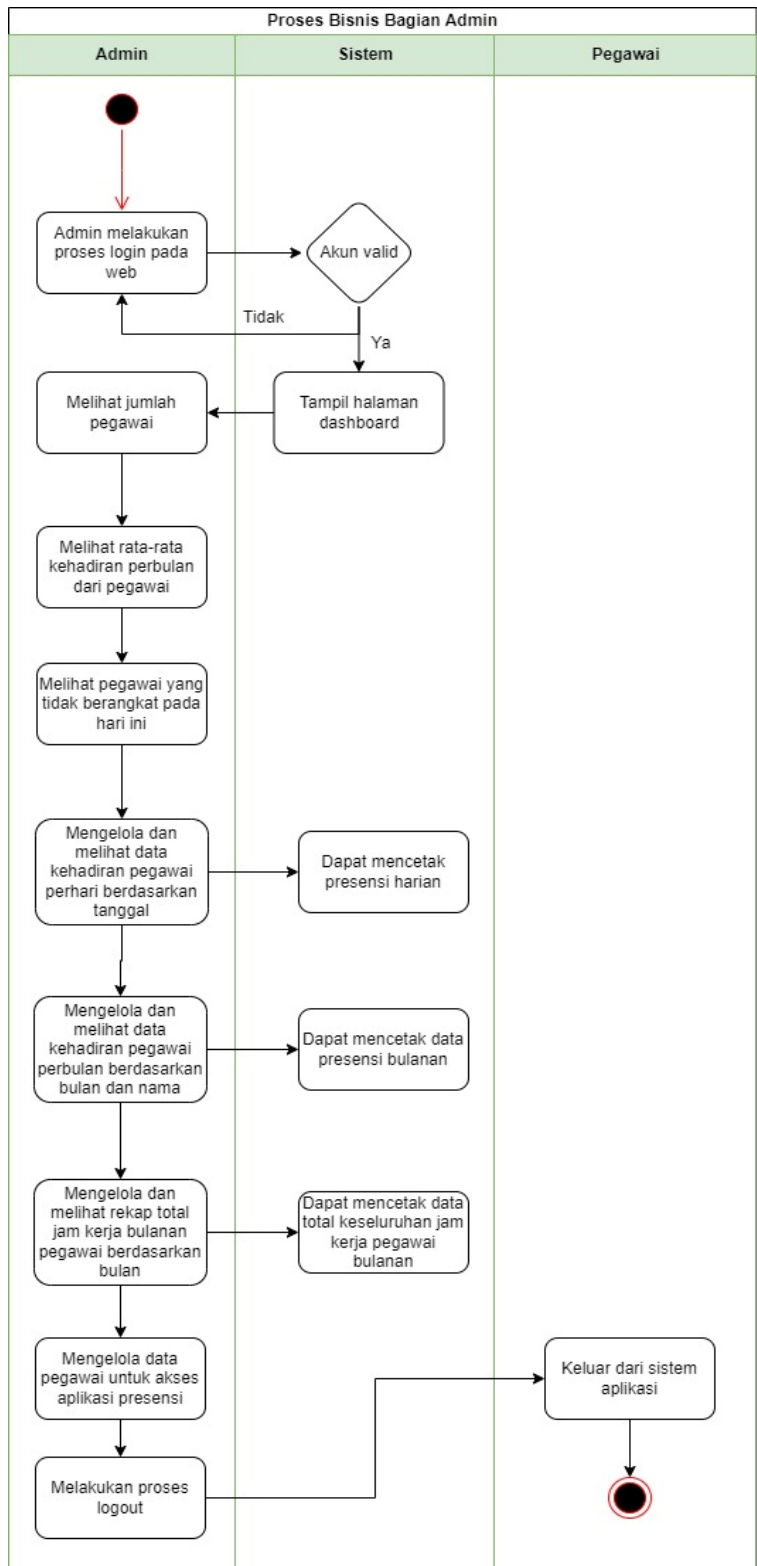 Proses Bisnis Bagian Admin
Admin
Sistem
Pegawai
Admin melakukan
proses login pada
web
Akun valid
Tidak
Ya
Melihat jumlah
pegawai
Tampil halaman
dashboard
Melihat rata-rata
kehadiran perbulan
dari pegawai
Melihat pegawai yang
tidak berangkat pada
hari ini
Mengelola dan
melihat data
kehadiran pegawai
perhari berdasarkan
tanggal
Dapat mencetak
presensi harian
Mengelola dan
melihat data
kehadiran pegawai
perbulan berdasarkan
bulan dan nama
Dapat mencetak data
presensi bulanan
Mengelola dan
melihat rekap total
jam kerja bulanan
pegawai berdasarkan
bulan
Dapat mencetak data
total keseluruhan jam
kerja pegawai
bulanan
Mengelola data
pegawai untuk akses
aplikasi presensi
Keluar dari sistem
aplikasi
Melakukan proses
logout